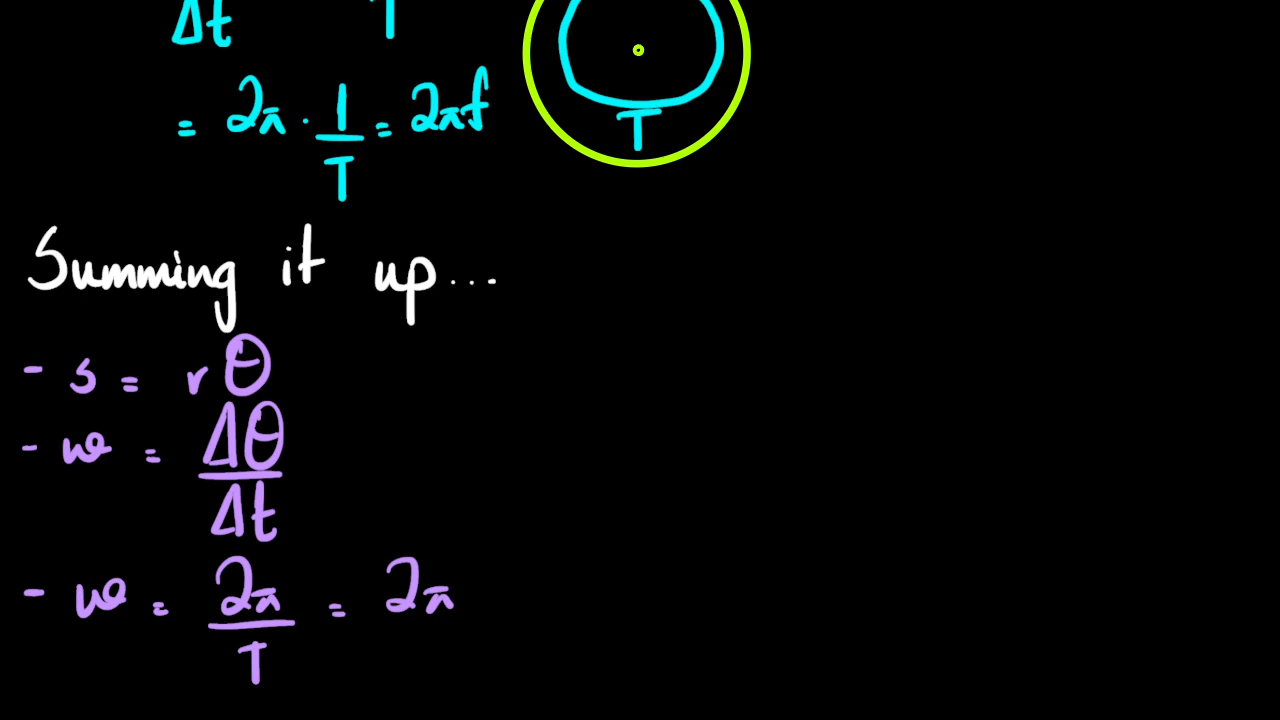 Δt T
= 2π · 1/T = 2πf
T
Summing it up...
- s = rθ
- ω = Δθ/Δt
- ω = 2π/T = 2π